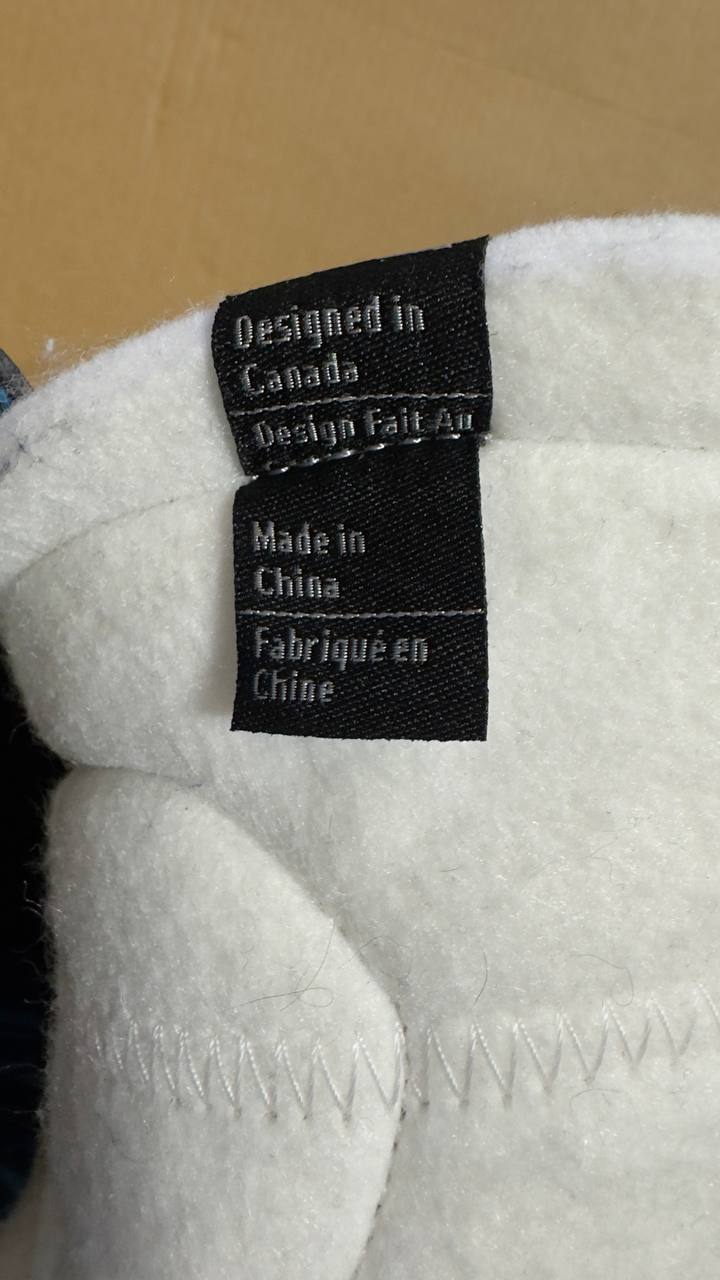 Designed in
Canada
Design Fait Au
Made in
China
Fabriqué en
Chine